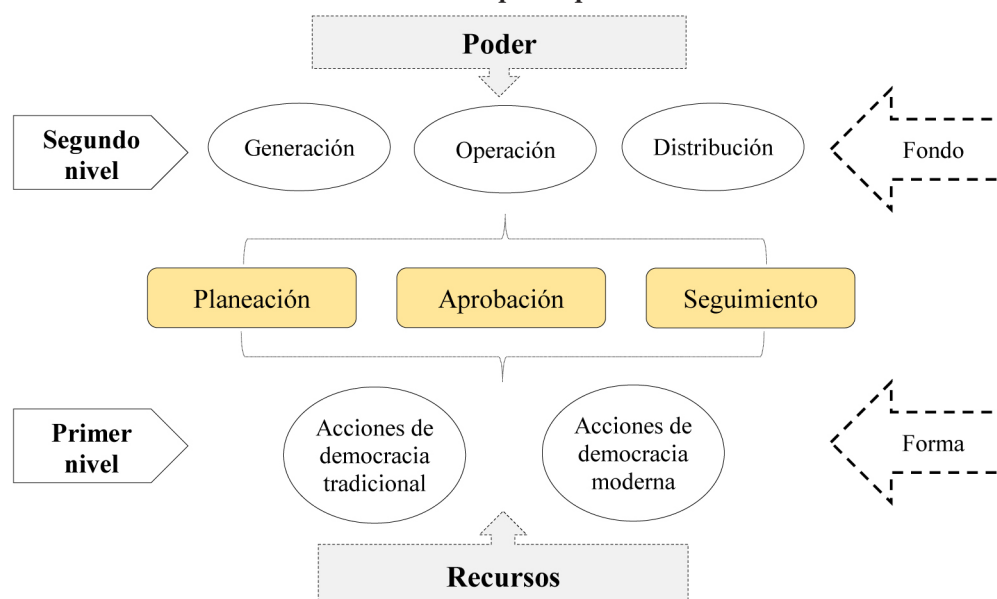 Poder
Segundo
nivel
Generación
Operación
Distribución
Fondo
Planeación
Aprobación
Seguimiento
Primer
nivel
Acciones de
democracia
tradicional
Acciones de
democracia
moderna
Forma
Recursos